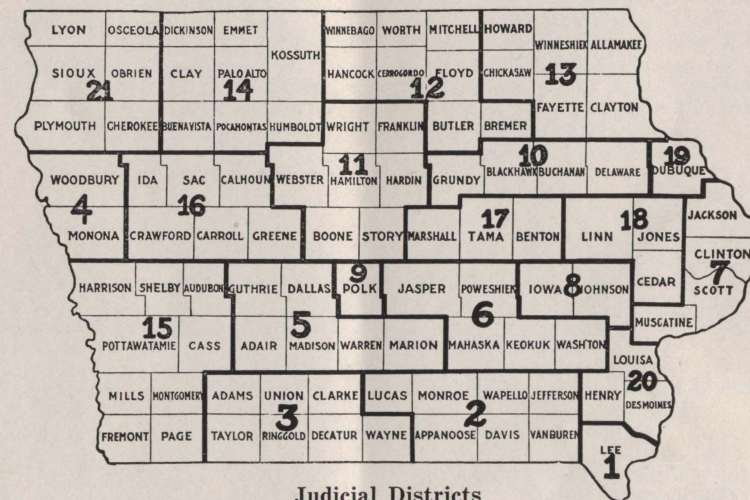 LYON OSCEOLA DICKINSON EMMET WINNEBAGO WORTH MITCHELL HOWARD
KOSSUTH WINNESHIEK ALLAMAKEE
SIOUX OBRIEN CLAY PALO ALTO HANCOCK CERROGORDO FLOYD CHICKASAW 13
21 14 12
FAYETTE CLAYTON
PLYMOUTH CHEROKEE BUENAVISTA POCAHONTAS HUMBOLDT WRIGHT FRANKLIN BUTLER BREMER
11 10 19
WOODBURY IDA SAC CALHOUN WEBSTER HAMILTON HARDIN GRUNDY BLACKHAWK BUCHANAN DELAWARE DUBUQUE
4 16 17 18 JACKSON
MONONA CRAWFORD CARROLL GREENE BOONE STORY MARSHALL TAMA BENTON LINN JONES
CLINTON
9 7
HARRISON SHELBY AUDUBON GUTHRIE DALLAS POLK JASPER POWESHIEK IOWA 8 JOHNSON CEDAR SCOTT
15 5 6 MUSCATINE
POTTAWATAMIE CASS ADAIR MADISON WARREN MARION MAHASKA KEOKUK WASH'TON
LOUISA
20
MILLS MONTGOMERY ADAMS UNION CLARKE LUCAS MONROE WAPELLO JEFFERSON HENRY DESMOINES
3 2
FREMONT PAGE TAYLOR RINGGOLD DECATUR WAYNE APPANOOSE DAVIS VANBUREN
LEE
1
Judicial Districts